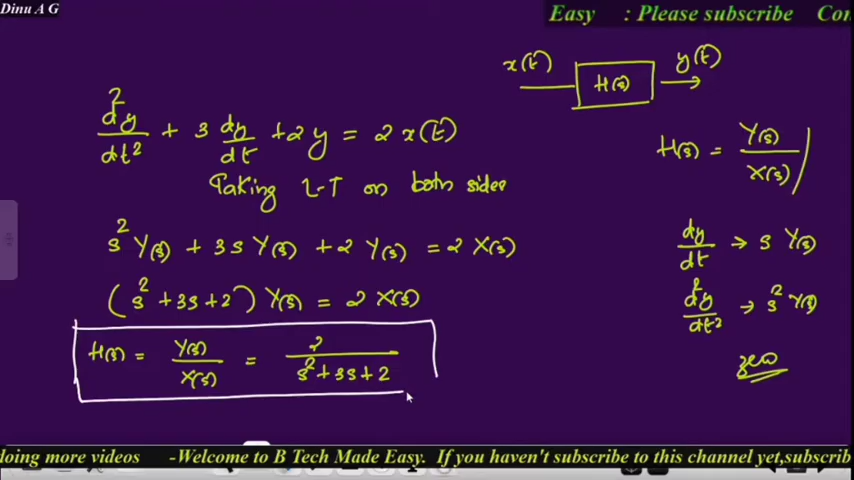 Dinu A G
Easy : Please subscribe Con
x(t) H(s) y(t)
d²y/dt² + 3 dy/dt + 2y = 2x(t)
H(s) = Y(s)/X(s)
Taking L-T on both sides
s² Y(s) + 3s Y(s) + 2 Y(s) = 2 X(s)
dy/dt → s Y(s)
(s² + 3s + 2) Y(s) = 2 X(s)
d²y/dt² → s² Y(s)
H(s) = Y(s)/X(s) = 2/(s² + 3s + 2)
zero
doing more videos -Welcome to B Tech Made Easy. If you haven't subscribe to this channel yet,subscrib